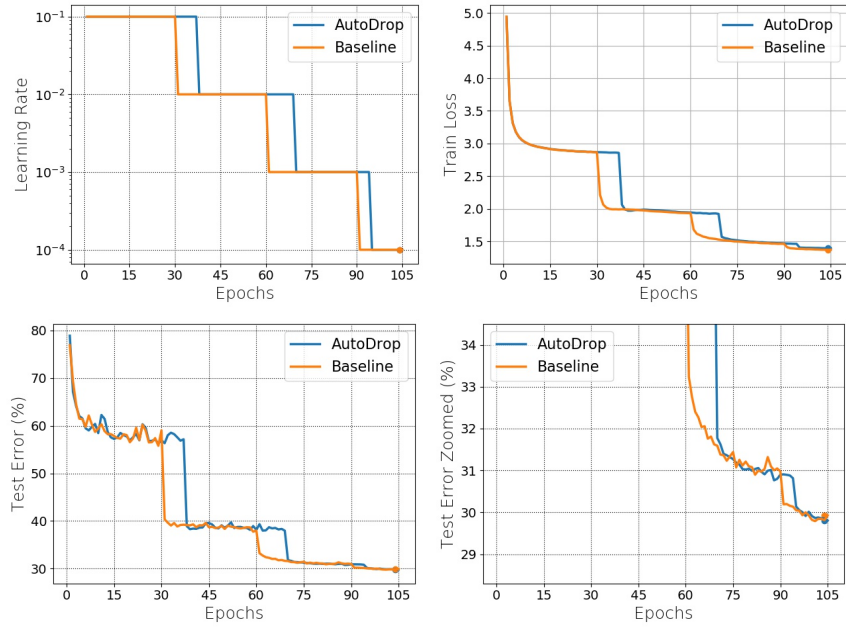 AutoDrop
Baseline
10⁻¹
10⁻²
10⁻³
10⁻⁴
Learning Rate
0 15 30 45 60 75 90 105
Epochs
AutoDrop
Baseline
5.0
4.5
4.0
3.5
3.0
2.5
2.0
1.5
Train Loss
0 15 30 45 60 75 90 105
Epochs
AutoDrop
Baseline
80
70
60
50
40
30
Test Error (%)
0 15 30 45 60 75 90 105
Epochs
AutoDrop
Baseline
34
33
32
31
30
29
Test Error Zoomed (%)
0 15 30 45 60 75 90 105
Epochs